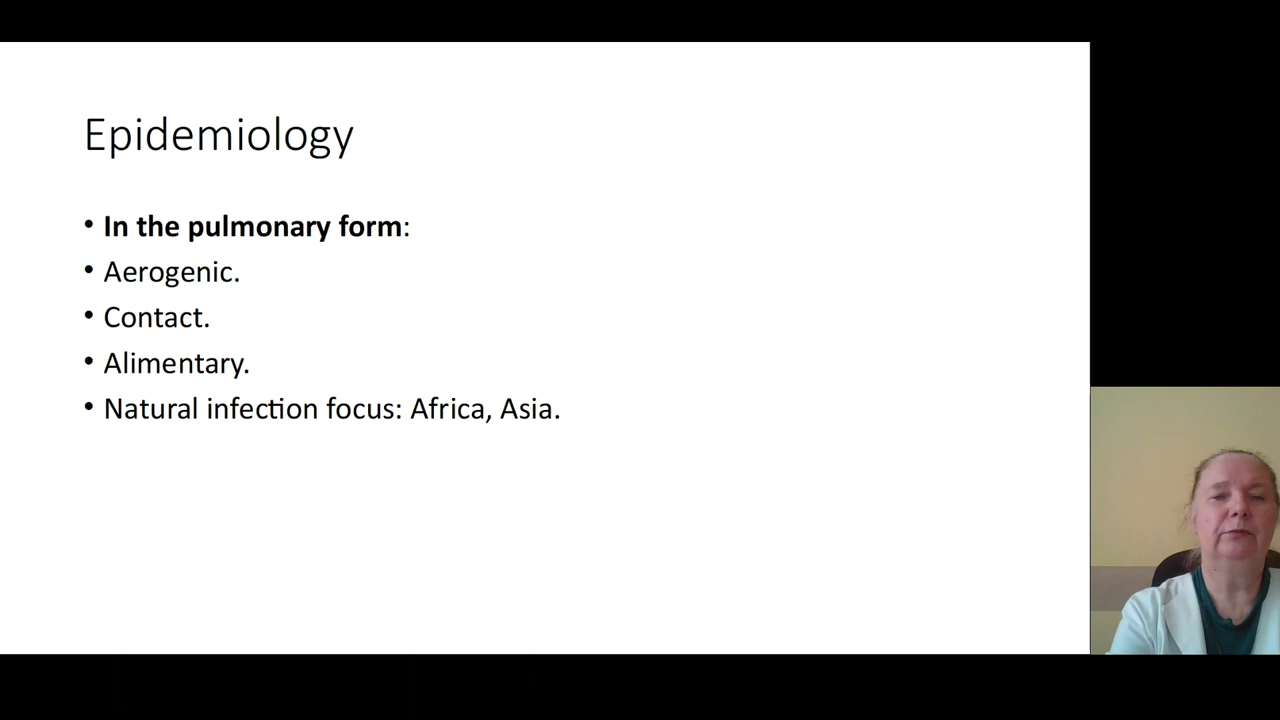 Epidemiology
• In the pulmonary form:
• Aerogenic.
• Contact.
• Alimentary.
• Natural infection focus: Africa, Asia.